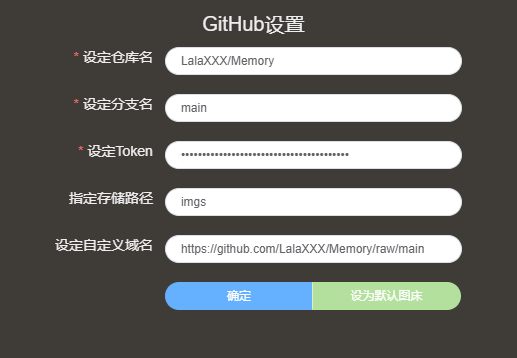 GitHub设置
* 设定仓库名 LalaXXX/Memory
* 设定分支名 main
* 设定Token ••••••••••••••••••••••••••••••••••••••••
指定存储路径 imgs
设定自定义域名 https://github.com/LalaXXX/Memory/raw/main
确定 设为默认图床